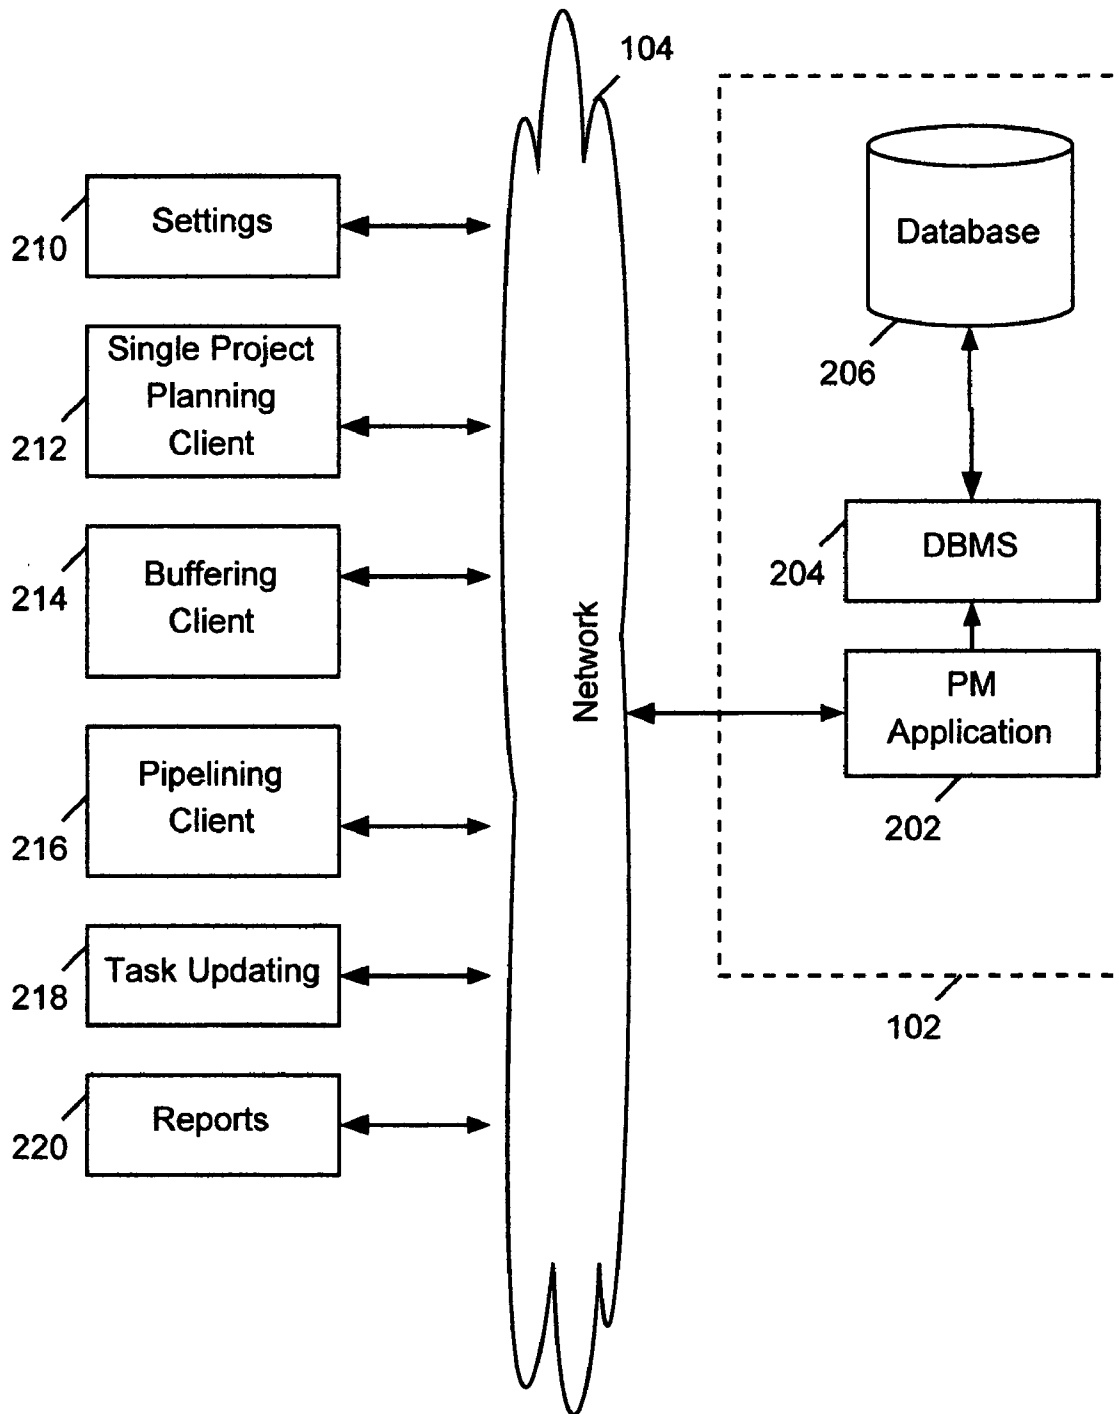 104
Settings
210
Single Project
Planning
Client
212
Buffering
Client
214
Pipelining
Client
216
Task Updating
218
Reports
220
Network
Database
206
DBMS
204
PM
Application
202
102